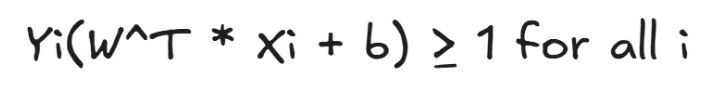 Yi(W^T * Xi + b) ≥ 1 for all i